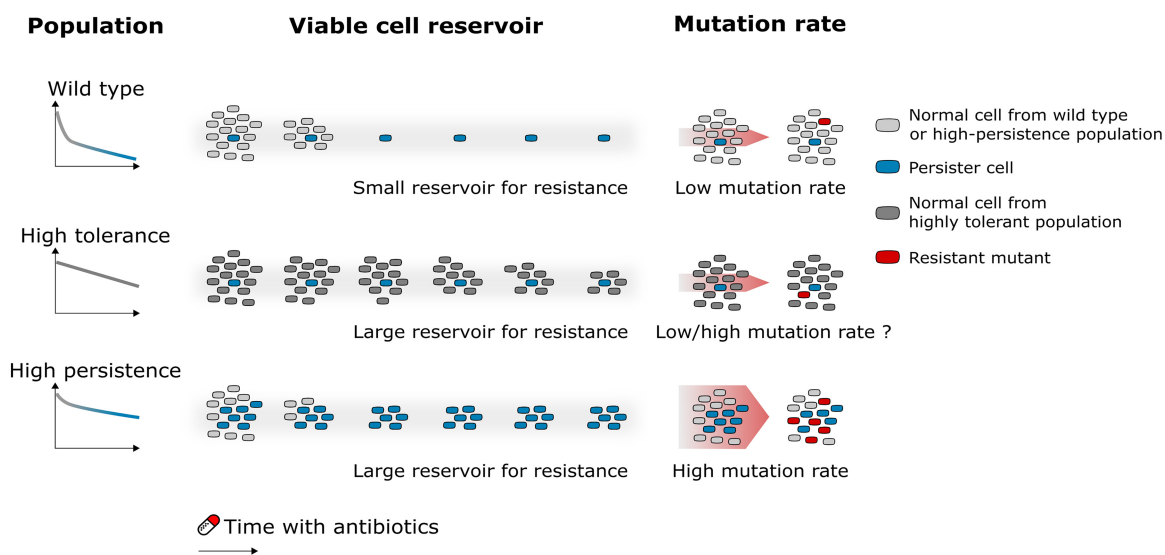 Population
Viable cell reservoir
Mutation rate
Wild type
Small reservoir for resistance
Low mutation rate
Normal cell from wild type
or high-persistence population
Persister cell
Normal cell from
highly tolerant population
Resistant mutant
High tolerance
Large reservoir for resistance
Low/high mutation rate ?
High persistence
Large reservoir for resistance
High mutation rate
Time with antibiotics